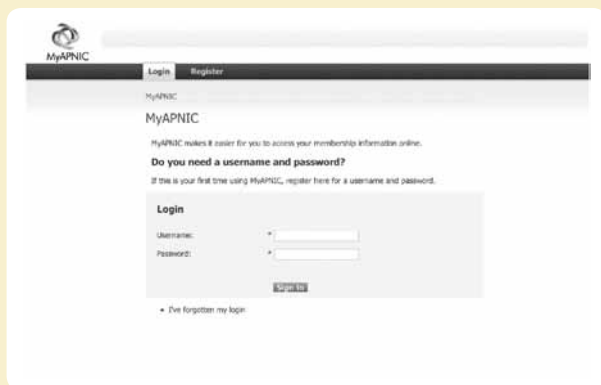 MyAPNIC
Login Register
MyAPNIC
MyAPNIC
MyAPNIC makes it easier for you to access your membership information online.
Do you need a username and password?
If this is your first time using MyAPNIC, register here for a username and password.
Login
Username: *
Password: *
Sign In
• I've forgotten my login